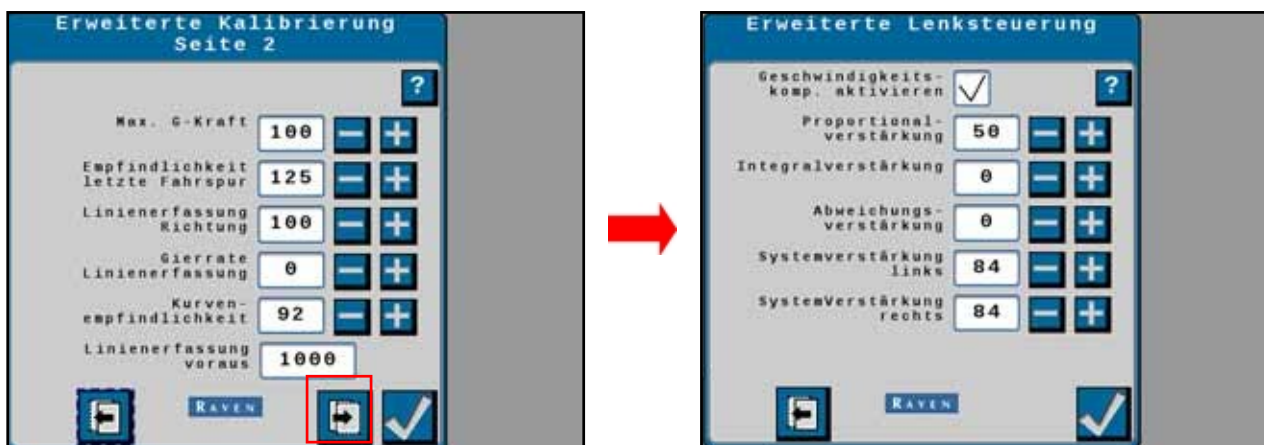 Erweiterte Kalibrierung
Seite 2
?
Max. G-Kraft
100
Empfindlichkeit
letzte Fahrspur
125
Linienerfassung
Richtung
100
Gierrate
Linienerfassung
0
Kurven-
empfindlichkeit
92
Linienerfassung
voraus
1000
RAVEN
Erweiterte Lenksteuerung
Geschwindigkeits-
komp. aktivieren
?
Proportional-
verstärkung
50
Integralverstärkung
0
Abweichungs-
verstärkung
0
Systemverstärkung
links
84
SystemVerstärkung
rechts
84
RAVEN